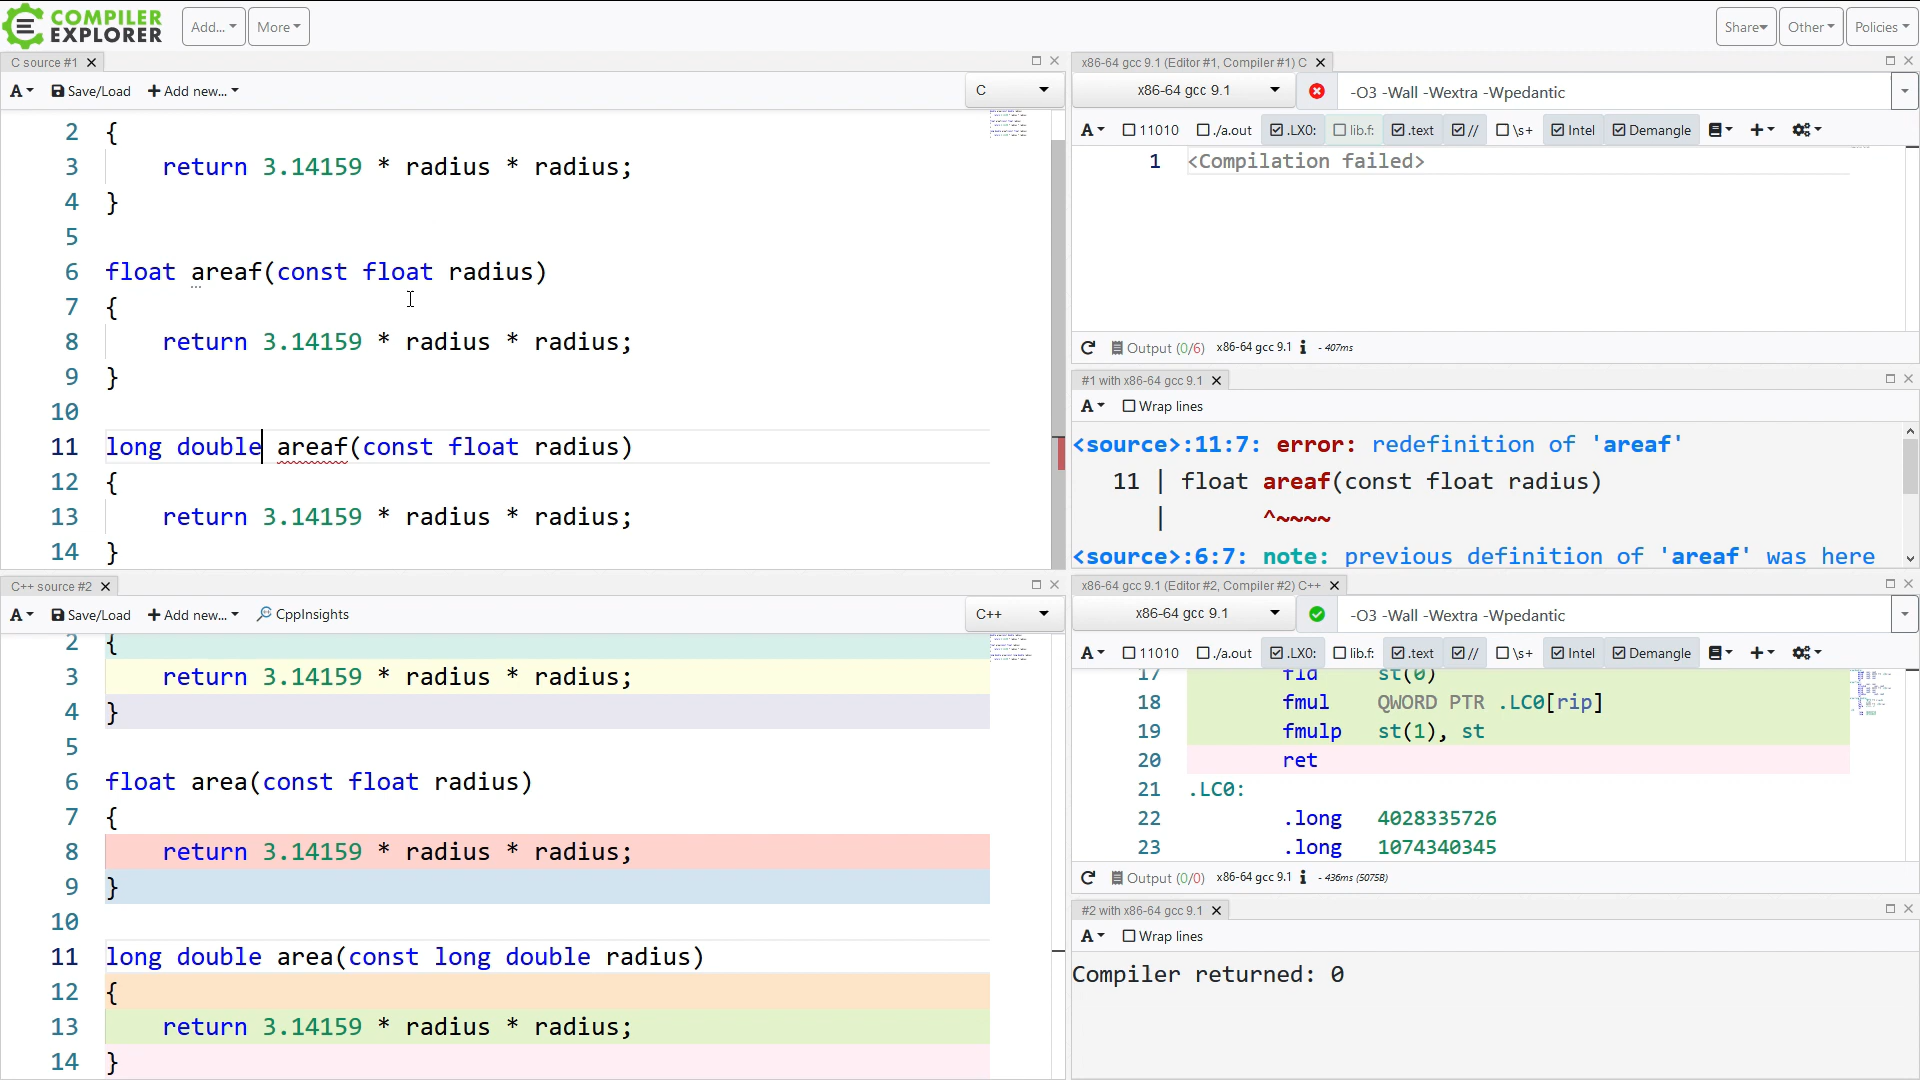 COMPILER EXPLORER
Add...
More
Share
Other
Policies
C source #1
A
Save/Load
Add new...
C
2 {
3 return 3.14159 * radius * radius;
4 }
5
6 float areaf(const float radius)
7 {
8 return 3.14159 * radius * radius;
9 }
10
11 long double areaf(const float radius)
12 {
13 return 3.14159 * radius * radius;
14 }
x86-64 gcc 9.1 (Editor #1, Compiler #1) C
x86-64 gcc 9.1
-O3 -Wall -Wextra -Wpedantic
A 11010 ./a.out .LX0: lib.f: .text // \s+ Intel Demangle
1 <Compilation failed>
Output (0/6) x86-64 gcc 9.1 i - 407ms
#1 with x86-64 gcc 9.1
A Wrap lines
<source>:11:7: error: redefinition of 'areaf'
11 | float areaf(const float radius)
| ^~~~~
<source>:6:7: note: previous definition of 'areaf' was here
C++ source #2
A
Save/Load
Add new...
CppInsights
C++
2 {
3 return 3.14159 * radius * radius;
4 }
5
6 float area(const float radius)
7 {
8 return 3.14159 * radius * radius;
9 }
10
11 long double area(const long double radius)
12 {
13 return 3.14159 * radius * radius;
14 }
x86-64 gcc 9.1 (Editor #2, Compiler #2) C++
x86-64 gcc 9.1
-O3 -Wall -Wextra -Wpedantic
A 11010 ./a.out .LX0: lib.f: .text // \s+ Intel Demangle
17 fld st(0)
18 fmul QWORD PTR .LC0[rip]
19 fmulp st(1), st
20 ret
21 .LC0:
22 .long 4028335726
23 .long 1074340345
Output (0/0) x86-64 gcc 9.1 i - 436ms (5075B)
#2 with x86-64 gcc 9.1
A Wrap lines
Compiler returned: 0